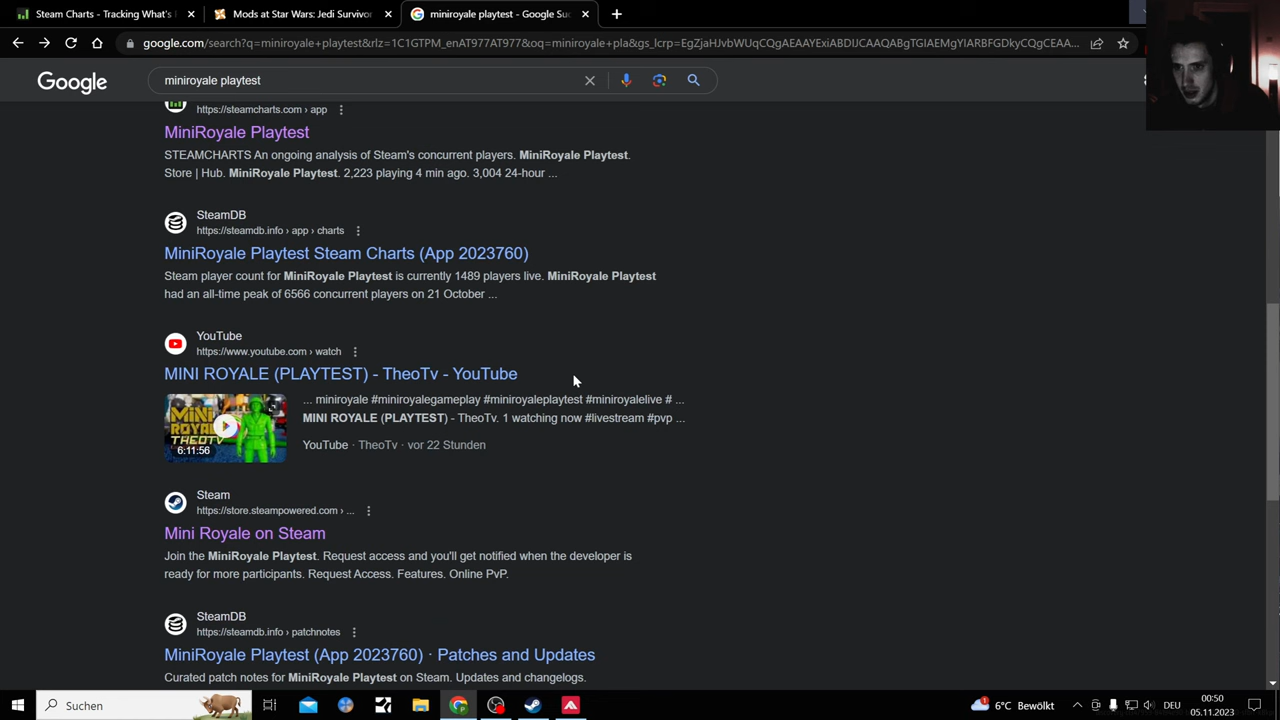 Steam Charts - Tracking What's
Mods at Star Wars: Jedi Survivor
miniroyale playtest - Google Suc
google.com/search?q=miniroyale+playtest&rlz=1C1GTPM_enAT977AT977&oq=miniroyale+pla&gs_lcrp=EgZjaHJvbWUqCQgAEAAYExiABDIJCAAQABgTGIAEMgYIARBFGDkyCQgCEAA...
Google
miniroyale playtest
https://steamcharts.com › app
MiniRoyale Playtest
STEAMCHARTS An ongoing analysis of Steam's concurrent players. MiniRoyale Playtest.
Store | Hub. MiniRoyale Playtest. 2,223 playing 4 min ago. 3,004 24-hour ...
SteamDB
https://steamdb.info › app › charts
MiniRoyale Playtest Steam Charts (App 2023760)
Steam player count for MiniRoyale Playtest is currently 1489 players live. MiniRoyale Playtest
had an all-time peak of 6566 concurrent players on 21 October ...
YouTube
https://www.youtube.com › watch
MINI ROYALE (PLAYTEST) - TheoTv - YouTube
... miniroyale #miniroyalegameplay #miniroyaleplaytest #miniroyalelive # ...
MINI ROYALE (PLAYTEST) - TheoTv. 1 watching now #livestream #pvp ...
YouTube · TheoTv · vor 22 Stunden
MINI
ROYALE
THEOTV
6:11:56
Steam
https://store.steampowered.com › ...
Mini Royale on Steam
Join the MiniRoyale Playtest. Request access and you'll get notified when the developer is
ready for more participants. Request Access. Features. Online PvP.
SteamDB
https://steamdb.info › patchnotes
MiniRoyale Playtest (App 2023760) · Patches and Updates
Curated patch notes for MiniRoyale Playtest on Steam. Updates and changelogs.
Suchen
6°C Bewölkt
DEU
00:50
05.11.2023